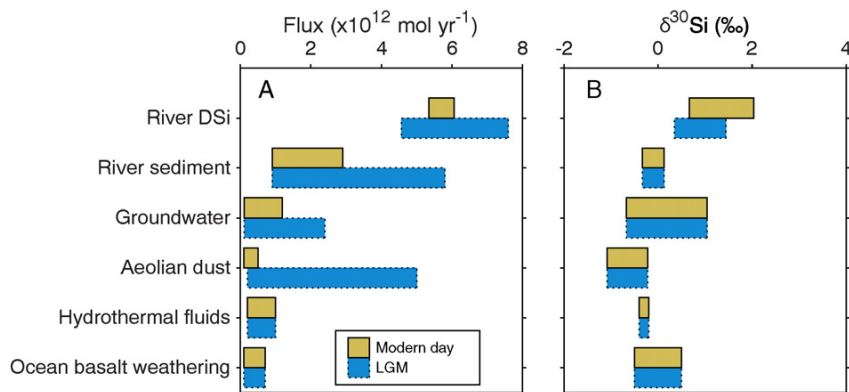 Flux (x10¹² mol yr⁻¹)
δ³⁰Si (‰)
0 2 4 6 8
-2 0 2 4
A
B
River DSi
River sediment
Groundwater
Aeolian dust
Hydrothermal fluids
Ocean basalt weathering
Modern day
LGM